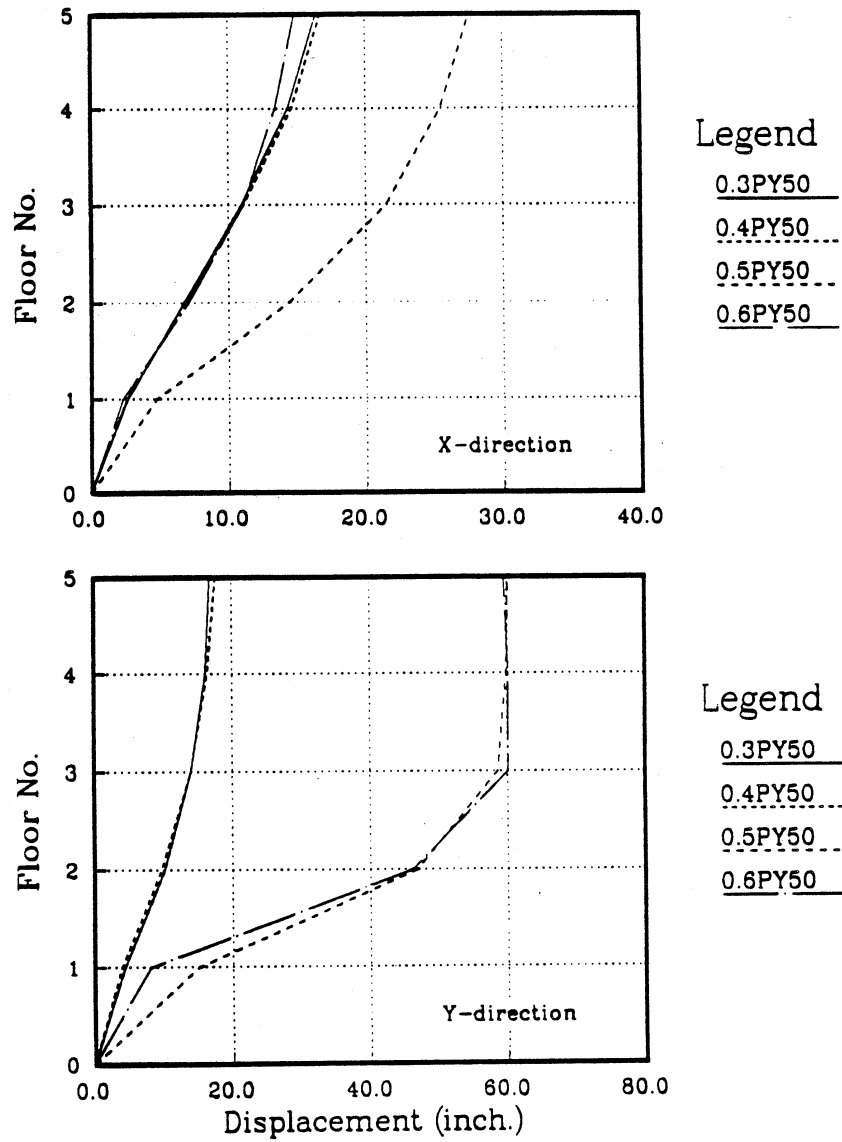 5
4
3
2
1
0
Floor No.
0.0 10.0 20.0 30.0 40.0
X-direction
Legend
0.3PY50
0.4PY50
0.5PY50
0.6PY50
5
4
3
2
1
0
Floor No.
0.0 20.0 40.0 60.0 80.0
Y-direction
Displacement (inch.)
Legend
0.3PY50
0.4PY50
0.5PY50
0.6PY50